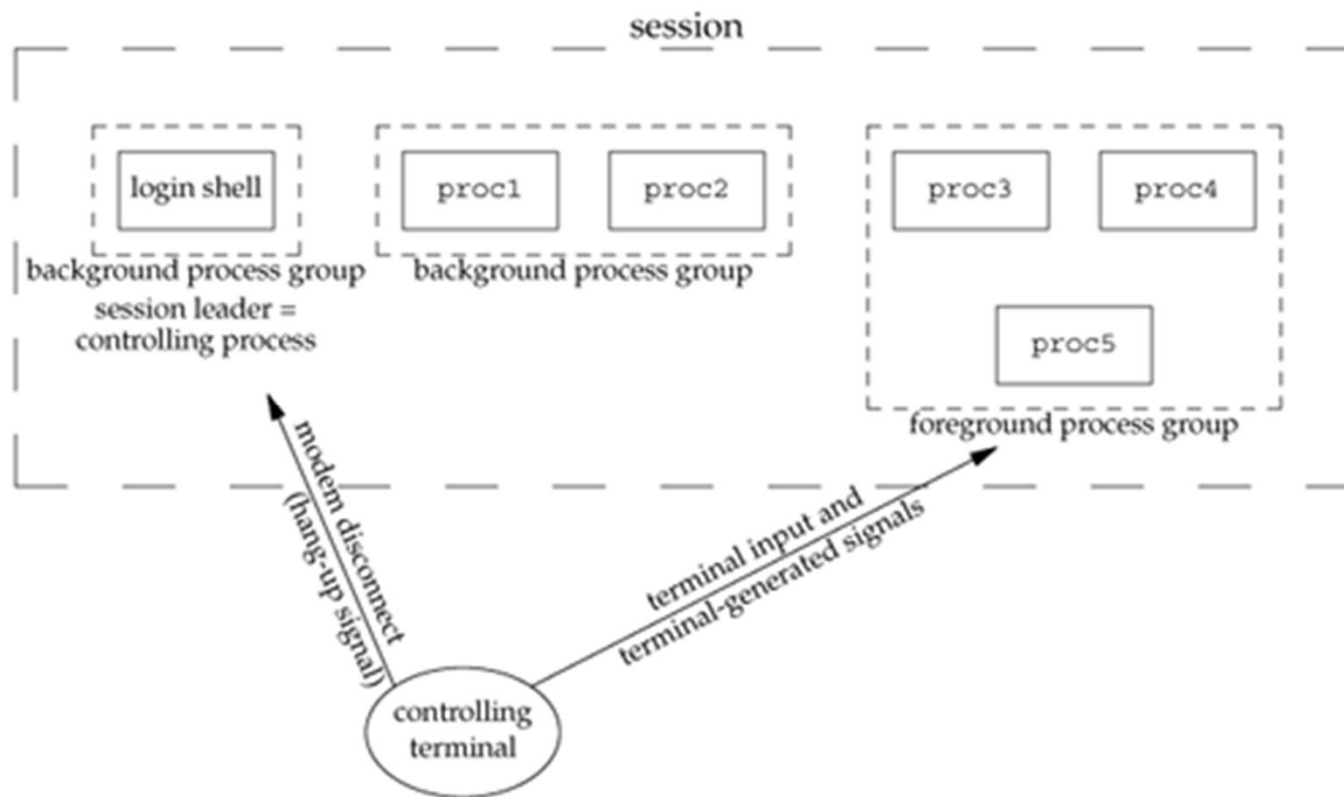 session
login shell
proc1
proc2
proc3
proc4
background process group
session leader =
controlling process
background process group
proc5
foreground process group
modem disconnect
(hang-up signal)
terminal input and
terminal-generated signals
controlling
terminal